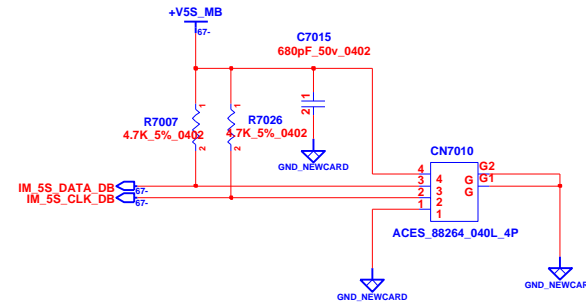 +V5S_MB
67-
C7015
680pF_50v_0402
1
2
R7007
4.7K_5%_0402
1
2
R7026
4.7K_5%_0402
1
2
GND_NEWCARD
CN7010
IM_5S_DATA_DB
67-
IM_5S_CLK_DB
67-
4
3
2
1
4
3
2
1
G
G
G2
G1
ACES_88264_040L_4P
GND_NEWCARD
GND_NEWCARD